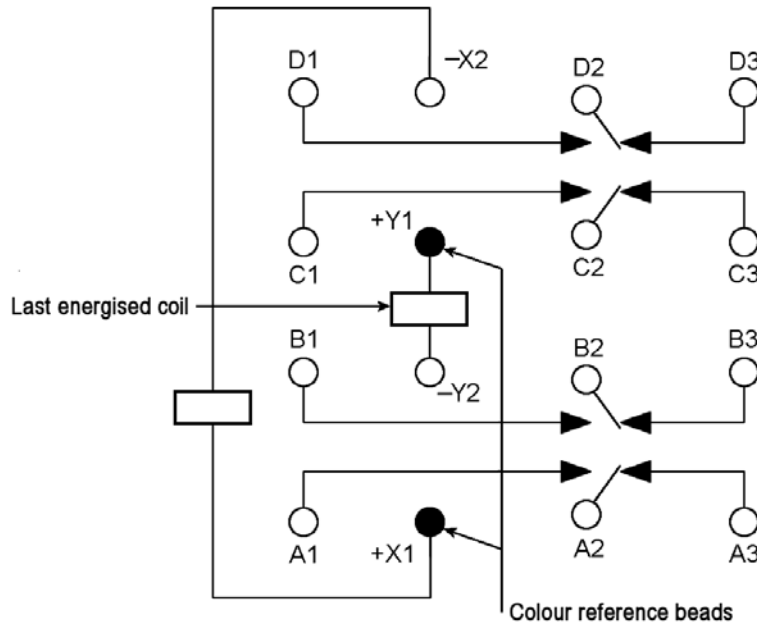 D1 –X2 D2 D3
+Y1
C1 C2 C3
Last energised coil
B1 B2 B3
–Y2
A1 +X1 A2 A3
Colour reference beads